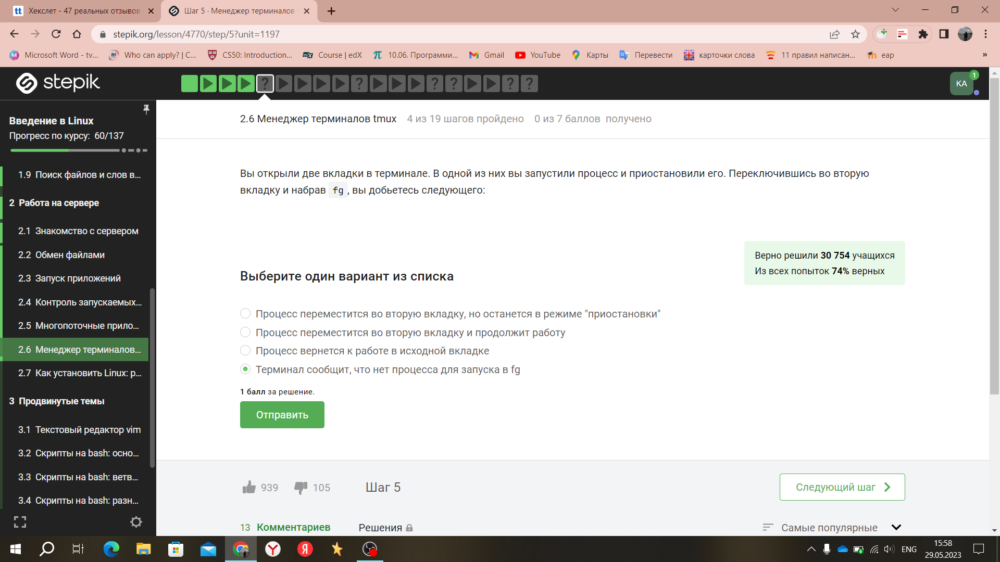 Хекслет - 47 реальных отзывов
Шаг 5 · Менеджер терминалов
stepik.org/lesson/4770/step/5?unit=1197
Microsoft Word - tv...
Who can apply? | C...
CS50: Introduction...
edX
Course | edX
10.06. Программи...
Gmail
YouTube
Карты
Перевести
карточки слова
11 правил написан...
eap
»
stepik
KA
1
Введение в Linux
Прогресс по курсу: 60/137
1.9 Поиск файлов и слов в...
2 Работа на сервере
2.1 Знакомство с сервером
2.2 Обмен файлами
2.3 Запуск приложений
2.4 Контроль запускаемых...
2.5 Многопоточные прило...
2.6 Менеджер терминалов...
2.7 Как установить Linux: р...
3 Продвинутые темы
3.1 Текстовый редактор vim
3.2 Скрипты на bash: осно...
3.3 Скрипты на bash: ветв...
3.4 Скрипты на bash: разн...
2.6 Менеджер терминалов tmux 4 из 19 шагов пройдено 0 из 7 баллов получено
Вы открыли две вкладки в терминале. В одной из них вы запустили процесс и приостановили его. Переключившись во вторую
вкладку и набрав fg, вы добьетесь следующего:
Верно решили 30 754 учащихся
Из всех попыток 74% верных
Выберите один вариант из списка
Процесс переместится во вторую вкладку, но останется в режиме "приостановки"
Процесс переместится во вторую вкладку и продолжит работу
Процесс вернется к работе в исходной вкладке
Терминал сообщит, что нет процесса для запуска в fg
1 балл за решение.
Отправить
939 105 Шаг 5
Следующий шаг
13 Комментариев Решения
Самые популярные
ENG
15:58
29.05.2023